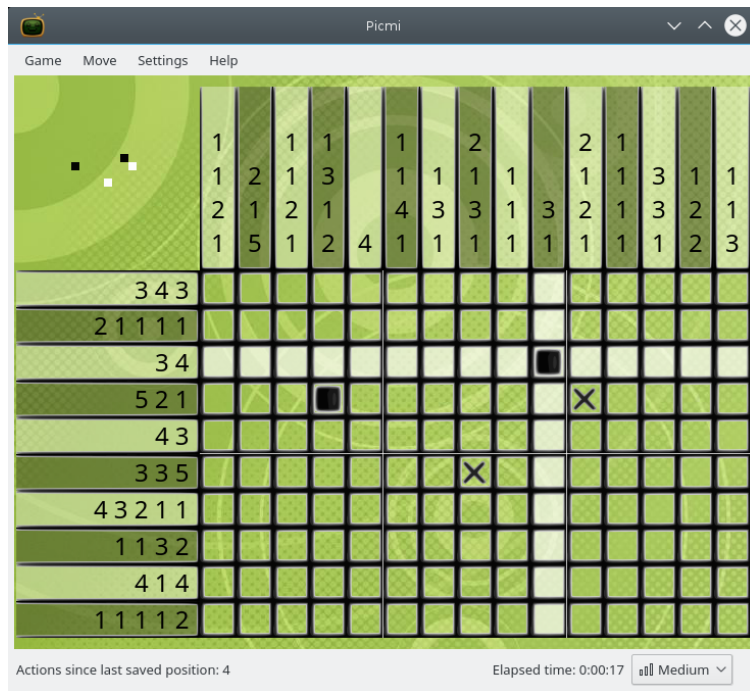 Picmi
Game Move Settings Help
1 1 1 1 2 2 1
1 2 1 3 1 1 1 1 1 1 3 1 1
2 1 2 1 4 3 3 1 3 2 1 3 2 1
1 5 1 2 4 1 1 1 1 1 1 1 1 2 3
3 4 3
2 1 1 1 1
3 4
5 2 1
4 3
3 3 5
4 3 2 1 1
1 1 3 2
4 1 4
1 1 1 1 2
Actions since last saved position: 4 Elapsed time: 0:00:17 Medium